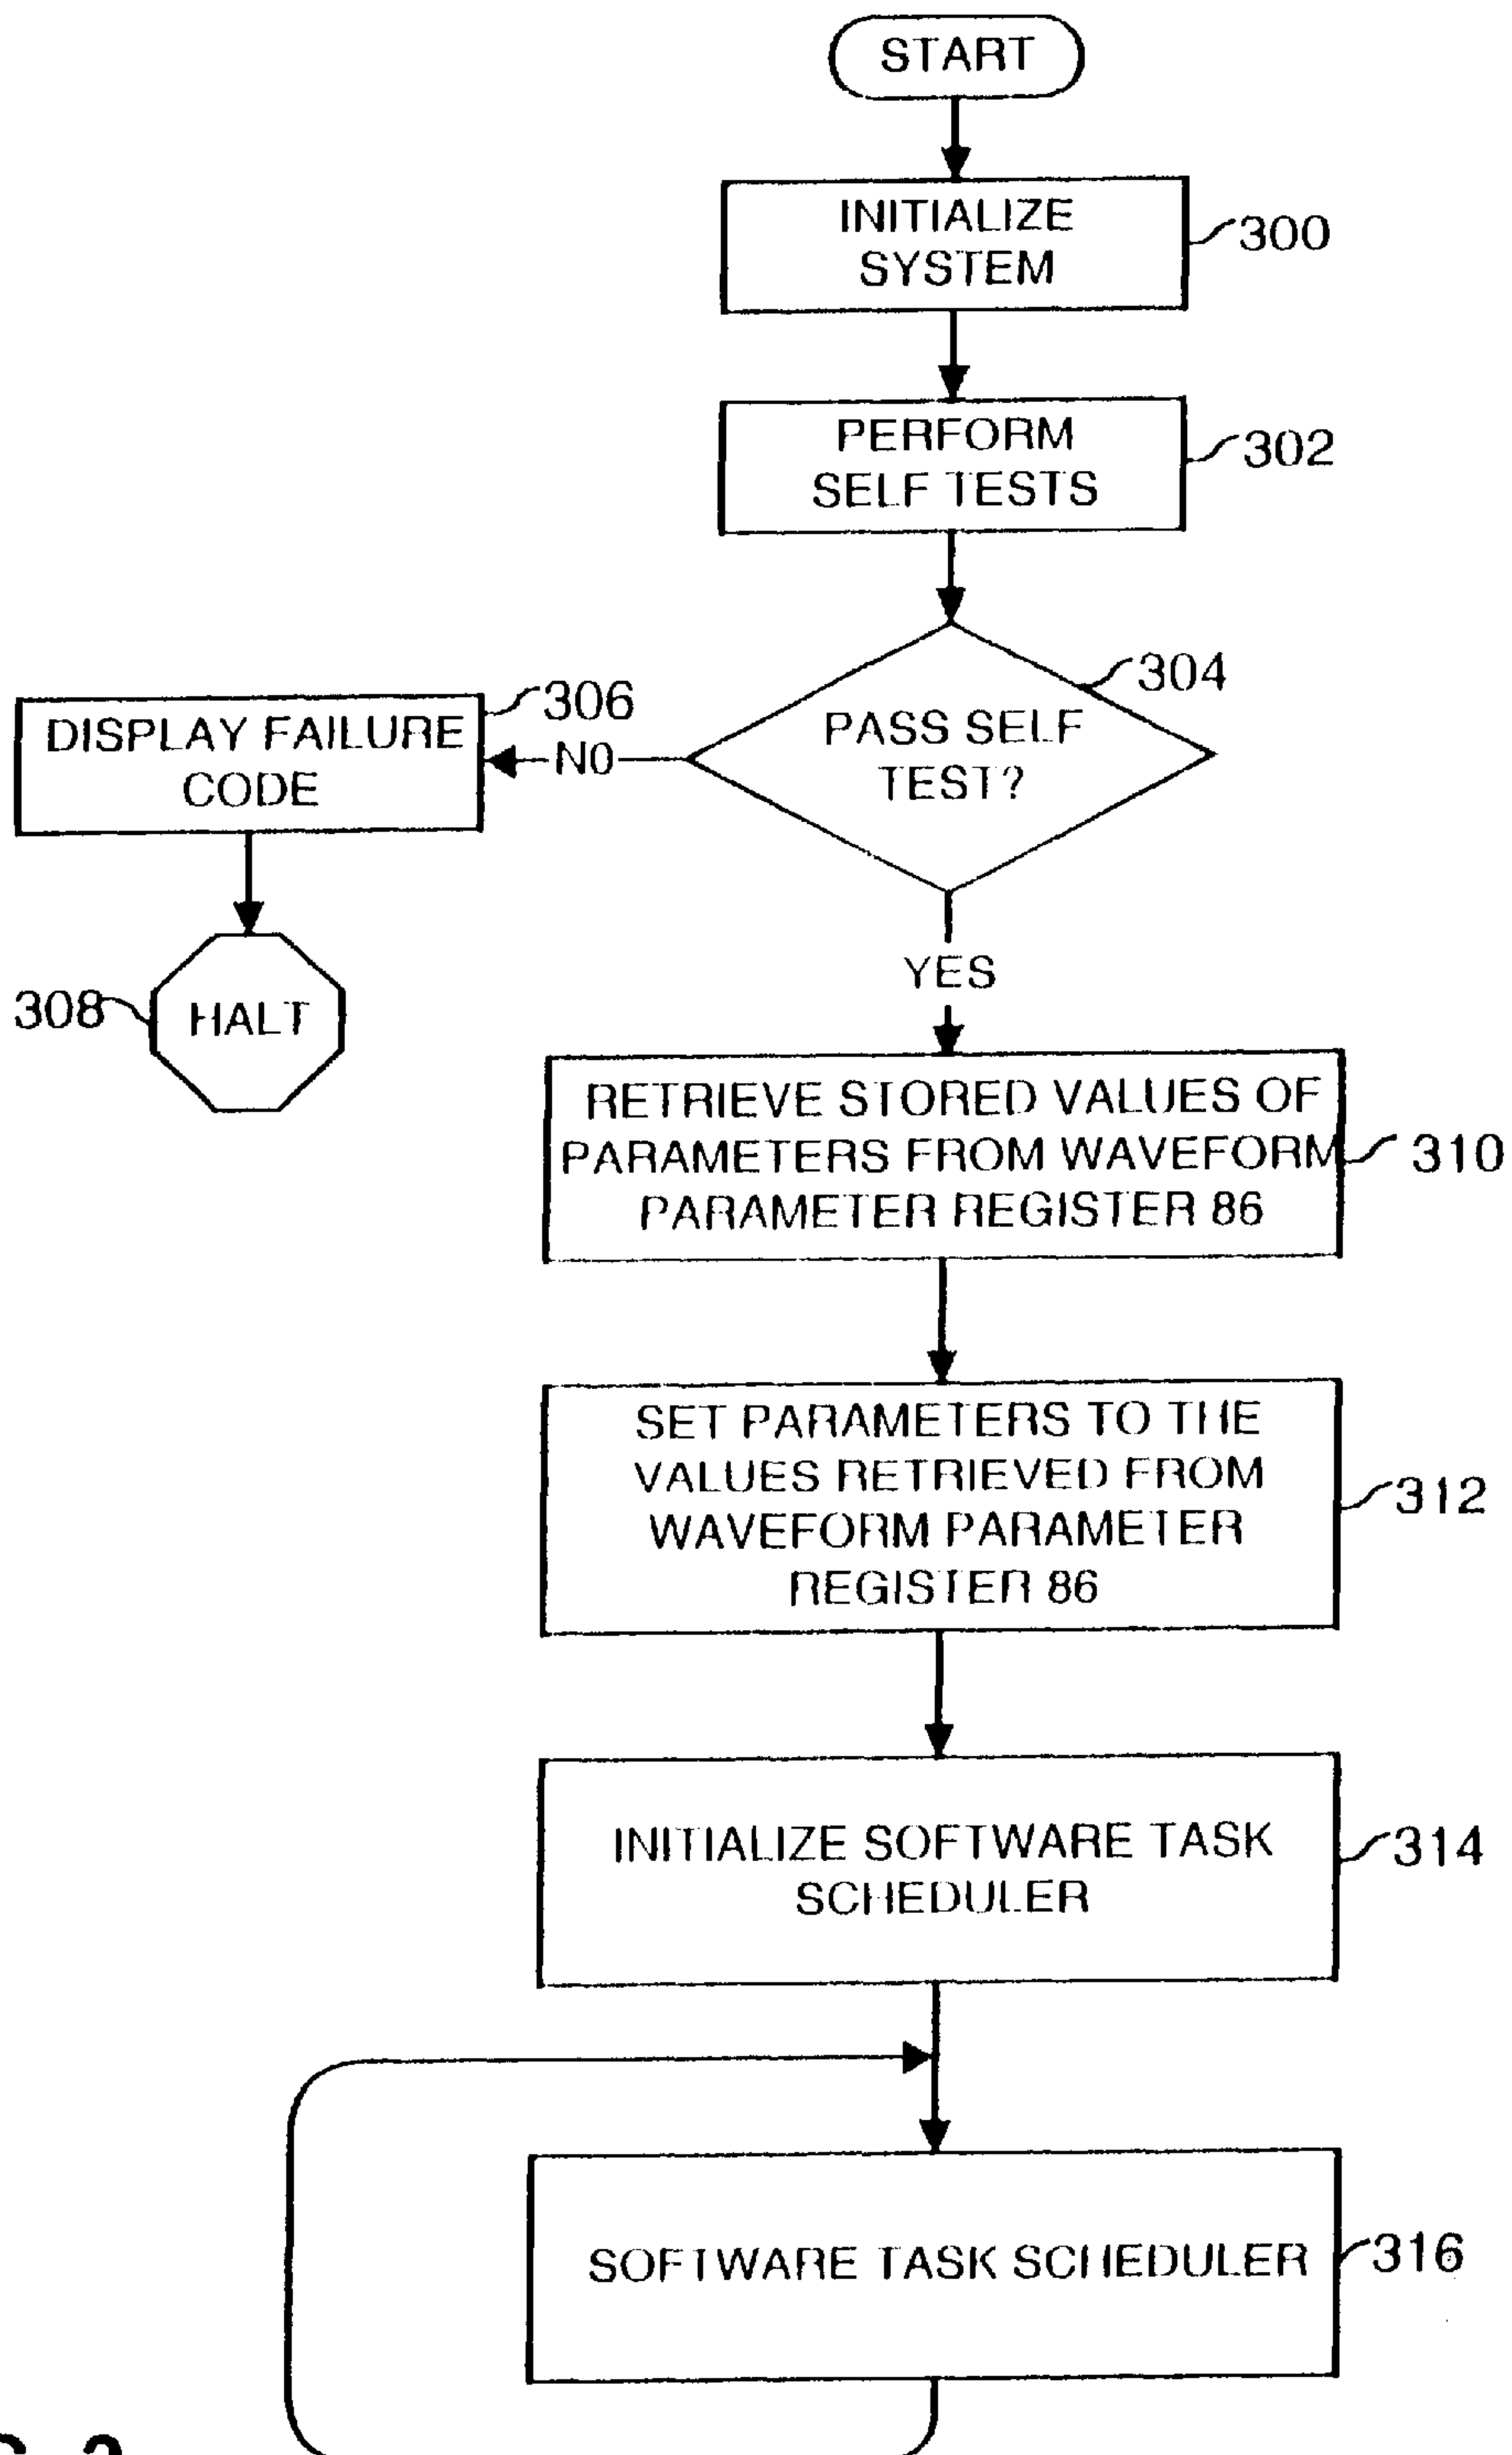 START
INITIALIZE
SYSTEM
300
PERFORM
SELF TESTS
302
304
PASS SELF
TEST?
306
DISPLAY FAILURE
CODE
NO
308
HALT
YES
RETRIEVE STORED VALUES OF
PARAMETERS FROM WAVEFORM
PARAMETER REGISTER 86
310
SET PARAMETERS TO THE
VALUES RETRIEVED FROM
WAVEFORM PARAMETER
REGISTER 86
312
INITIALIZE SOFTWARE TASK
SCHEDULER
314
SOFTWARE TASK SCHEDULER
316